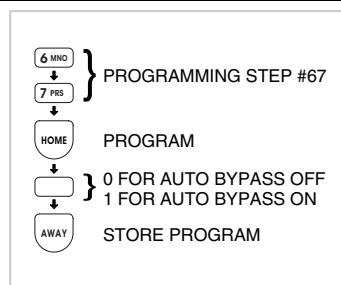 6 MNO
7 PRS
PROGRAMMING STEP #67
HOME
PROGRAM
0 FOR AUTO BYPASS OFF
1 FOR AUTO BYPASS ON
AWAY
STORE PROGRAM